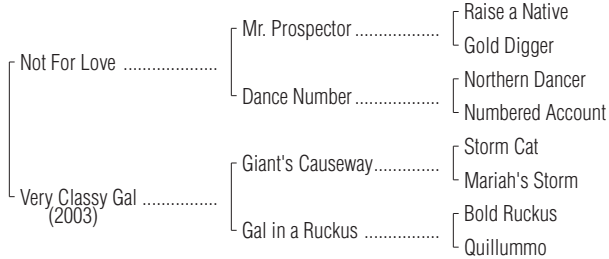 Raise a Native
Mr. Prospector ..................
Gold Digger
Not For Love ....................
Northern Dancer
Dance Number ..................
Numbered Account
Storm Cat
Giant's Causeway..............
Mariah's Storm
Very Classy Gal ................
(2003)
Bold Ruckus
Gal in a Ruckus ................
Quillummo